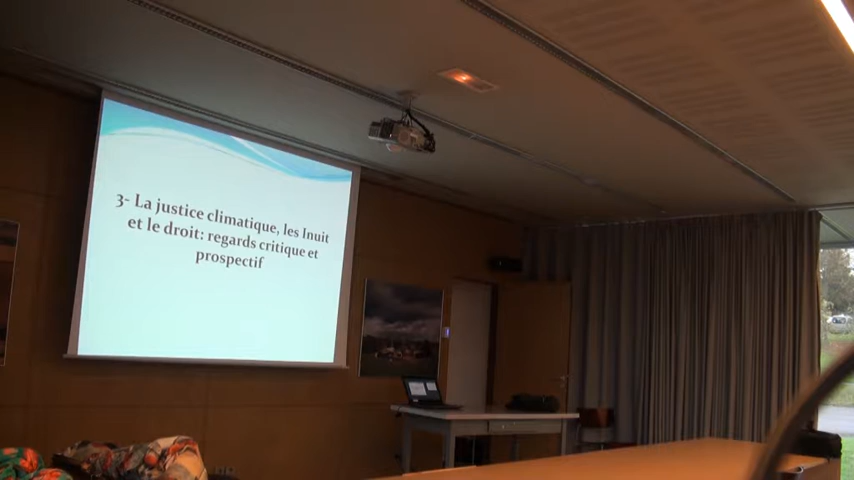 3- La justice climatique, les Inuit
et le droit: regards critique et
prospectif